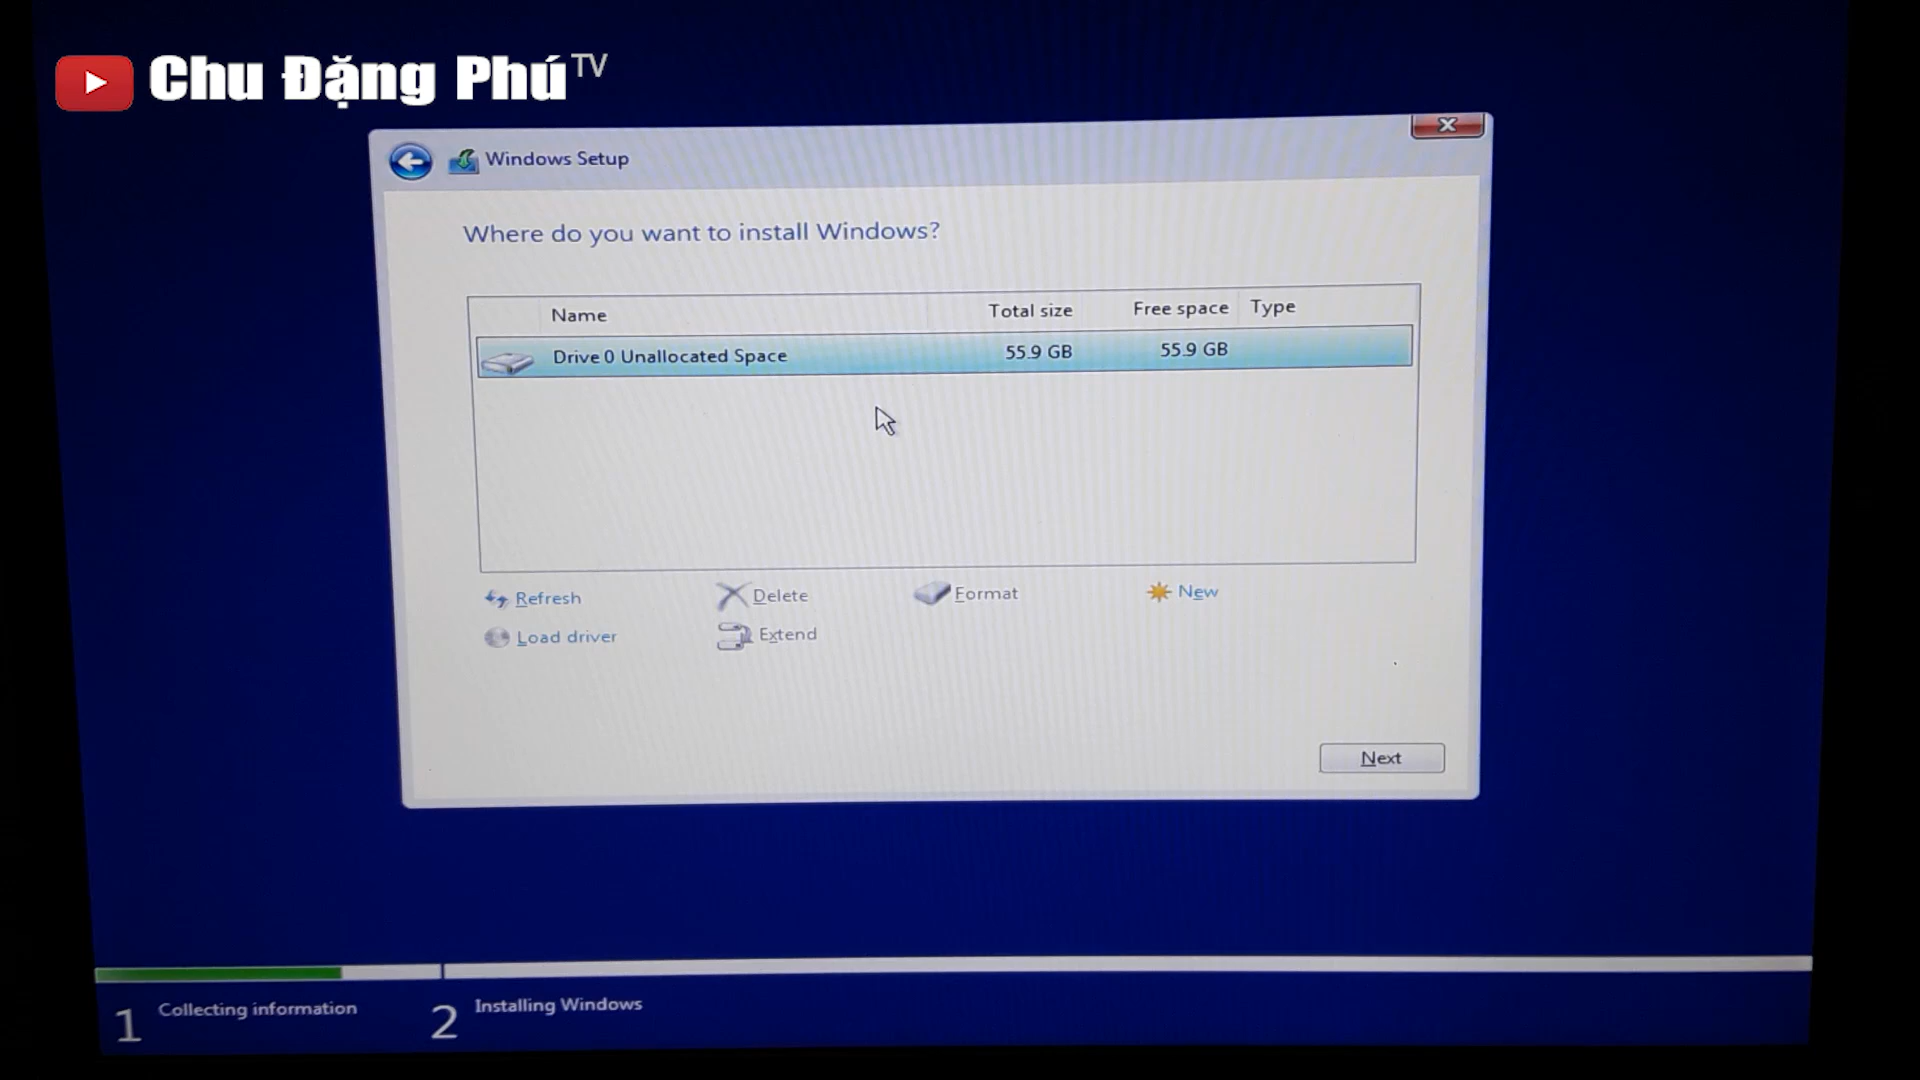 Chu Đặng Phú TV
Windows Setup
Where do you want to install Windows?
Name Total size Free space Type
Drive 0 Unallocated Space 55.9 GB 55.9 GB
Refresh Delete Format New
Load driver Extend
Next
1 Collecting information 2 Installing Windows